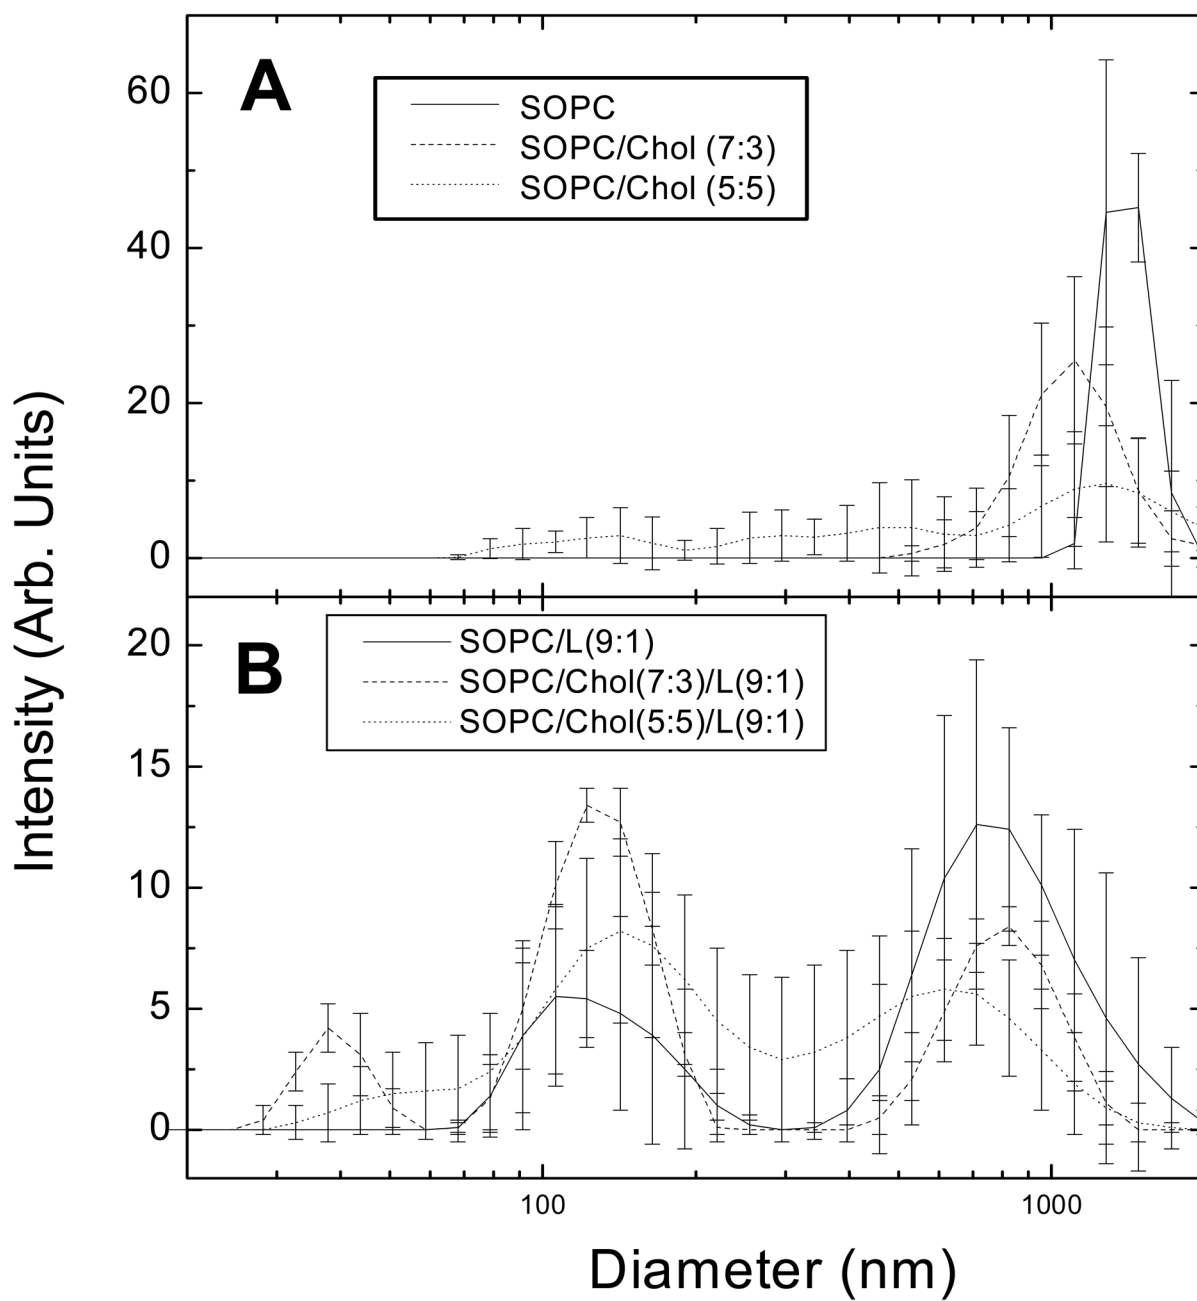 A
SOPC
SOPC/Chol (7:3)
SOPC/Chol (5:5)
60
40
20
0
Intensity (Arb. Units)
B
SOPC/L(9:1)
SOPC/Chol(7:3)/L(9:1)
SOPC/Chol(5:5)/L(9:1)
20
15
10
5
0
100 1000
Diameter (nm)